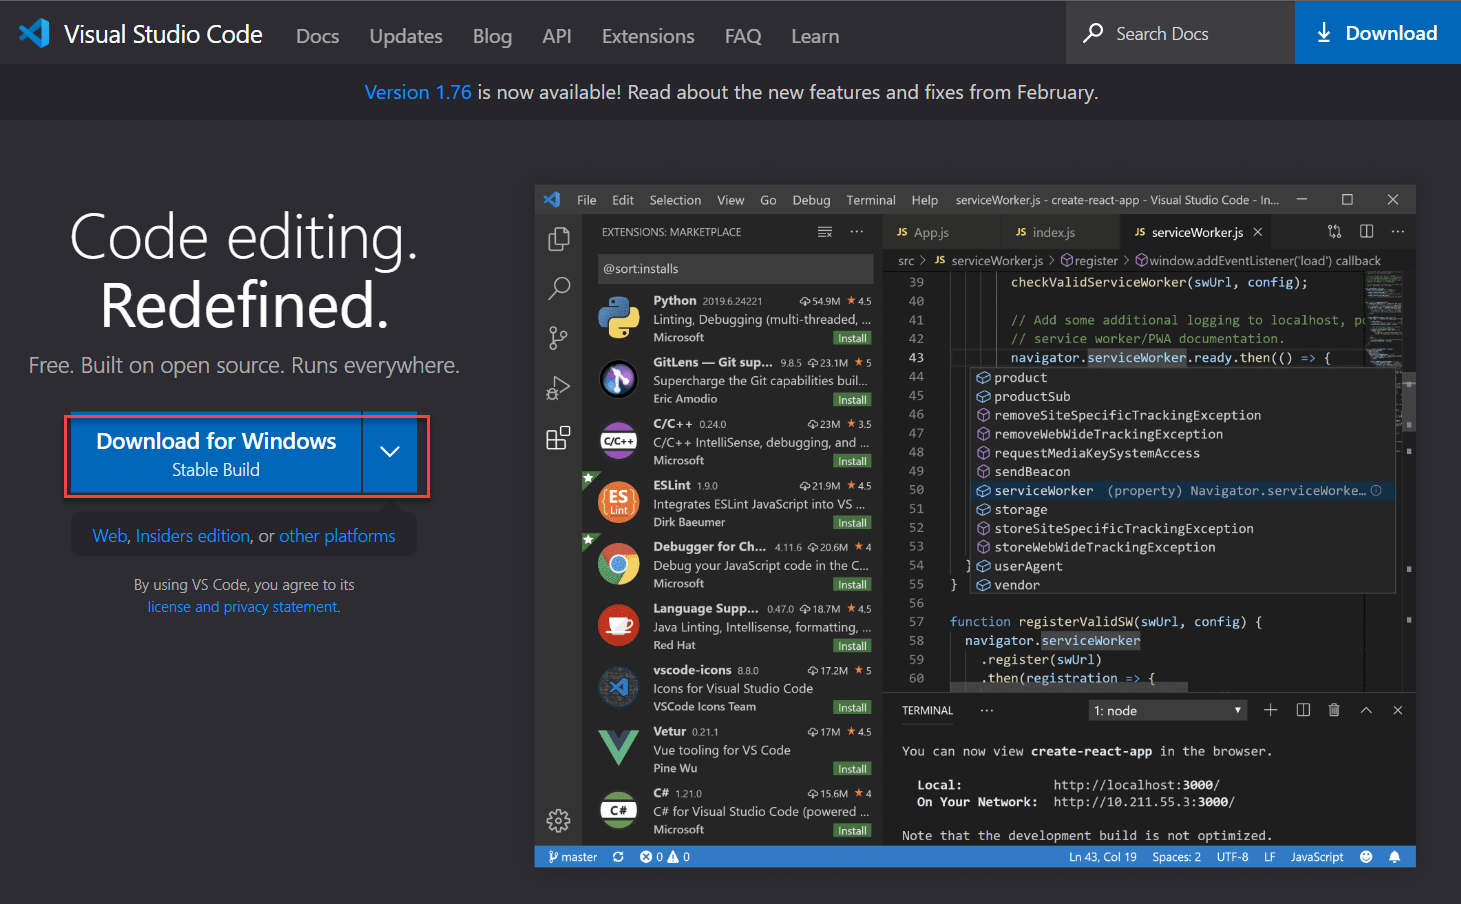 Visual Studio Code Docs Updates Blog API Extensions FAQ Learn Search Docs Download
Version 1.76 is now available! Read about the new features and fixes from February.
Code editing.
Redefined.
Free. Built on open source. Runs everywhere.
Download for Windows
Stable Build
Web, Insiders edition, or other platforms
By using VS Code, you agree to its
license and privacy statement.
File Edit Selection View Go Debug Terminal Help serviceWorker.js - create-react-app - Visual Studio Code - In...
EXTENSIONS: MARKETPLACE
@sort:installs
Python 2019.6.24221 54.9M 4.5
Linting, Debugging (multi-threaded, ...
Microsoft Install
GitLens — Git sup... 9.8.5 23.1M 5
Supercharge the Git capabilities buil...
Eric Amodio Install
C/C++
C/C++ 0.24.0 23M 3.5
C/C++ IntelliSense, debugging, and ...
Microsoft Install
ES
Lint
ESLint 1.9.0 21.9M 4.5
Integrates ESLint JavaScript into VS ...
Dirk Baeumer Install
Debugger for Ch... 4.11.6 20.6M 4
Debug your JavaScript code in the C...
Microsoft Install
Language Supp... 0.47.0 18.7M 4.5
Java Linting, Intellisense, formatting, ...
Red Hat Install
vscode-icons 8.8.0 17.2M 5
Icons for Visual Studio Code
VSCode Icons Team Install
Vetur 0.21.1 17M 4.5
Vue tooling for VS Code
Pine Wu Install
C#
C# 1.21.0 15.6M 4
C# for Visual Studio Code (powered ...
Microsoft Install
JS App.js JS index.js JS serviceWorker.js
src > JS serviceWorker.js > register > window.addEventListener('load') callback
39 checkValidServiceWorker(swUrl, config);
40
41 // Add some additional logging to localhost, p
42 // service worker/PWA documentation.
43 navigator.serviceWorker.ready.then(() => {
44 product
45 productSub
46 removeSiteSpecificTrackingException
47 removeWebWideTrackingException
48 requestMediaKeySystemAccess
49 sendBeacon
50 serviceWorker (property) Navigator.serviceWorke...
51 storage
52 storeSiteSpecificTrackingException
53 storeWebWideTrackingException
54 } userAgent
55 } vendor
56
57 function registerValidSW(swUrl, config) {
58 navigator.serviceWorker
59 .register(swUrl)
60 .then(registration => {
TERMINAL ... 1: node
You can now view create-react-app in the browser.
Local: http://localhost:3000/
On Your Network: http://10.211.55.3:3000/
Note that the development build is not optimized.
master 0 0 Ln 43, Col 19 Spaces: 2 UTF-8 LF JavaScript